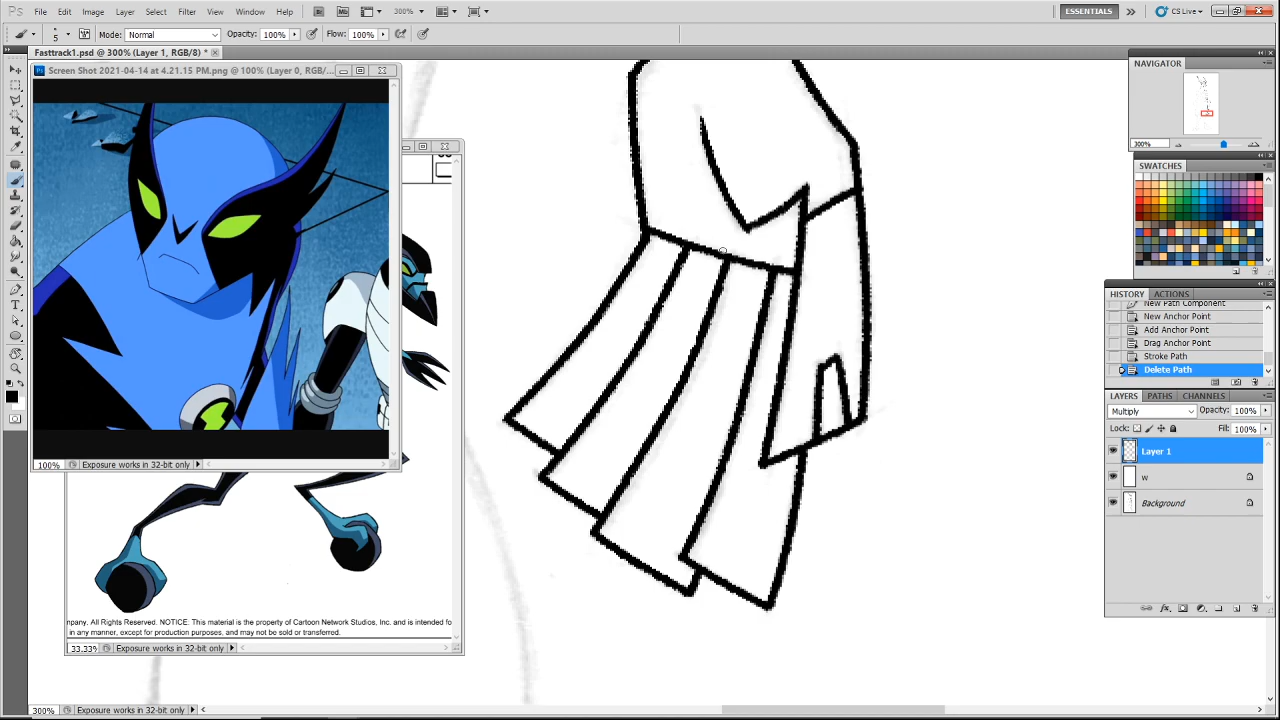 Ps File Edit Image Layer Select Filter View Window Help Br Mb 300% ESSENTIALS CS Live
5 Mode: Normal Opacity: 100% Flow: 100%
Fasttrack1.psd @ 300% (Layer 1, RGB/8) *
Screen Shot 2021-04-14 at 4.21.15 PM.png @ 100% (Layer 0, RGB/...
100% Exposure works in 32-bit only
mpany. All Rights Reserved. NOTICE. This material is the property of Cartoon Network Studios, Inc. and is intended fo
in any manner, except for production purposes, and may not be sold or transferred.
33.33% Exposure works in 32-bit only
300% Exposure works in 32-bit only
NAVIGATOR
300%
SWATCHES
HISTORY ACTIONS
New Path Component
New Anchor Point
Add Anchor Point
Drag Anchor Point
Stroke Path
Delete Path
LAYERS PATHS CHANNELS
Multiply Opacity: 100%
Lock: Fill: 100%
Layer 1
w
Background